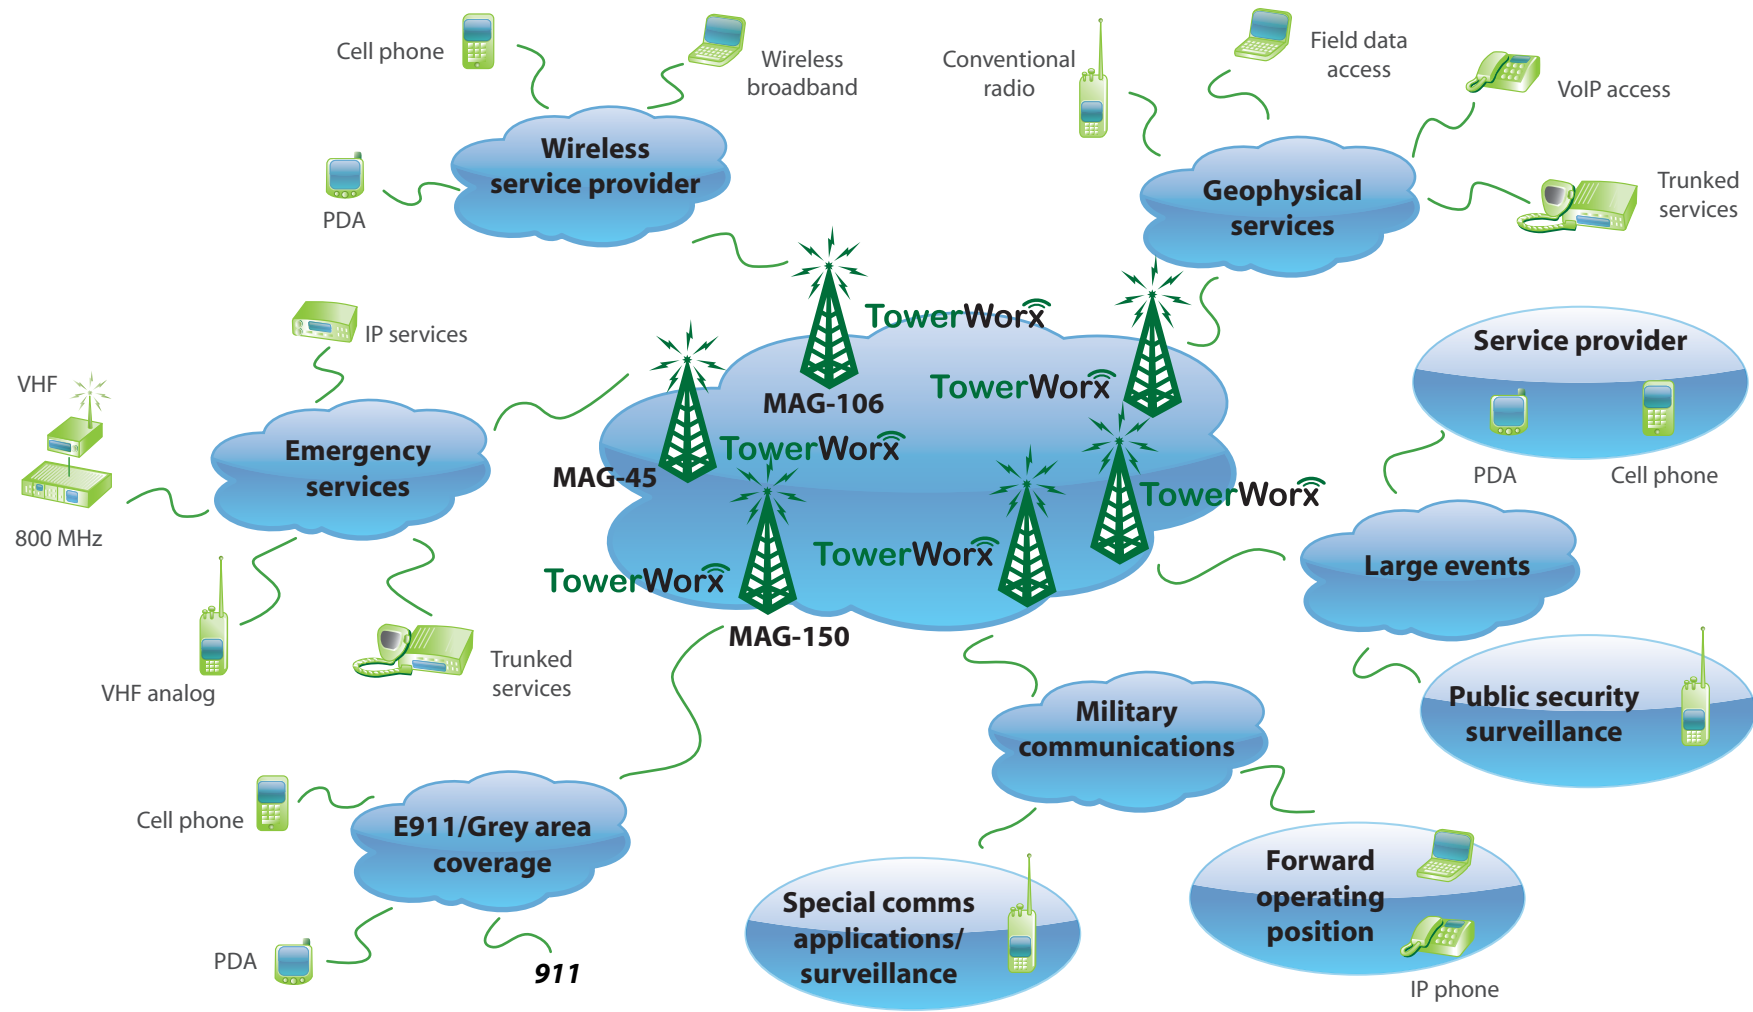 Cell phone
Wireless
broadband
Wireless
service provider
PDA
Conventional
radio
Field data
access
VoIP access
Trunked
services
Geophysical
services
IP services
VHF
800 MHz
Emergency
services
VHF analog
Trunked
services
TowerWorx
MAG-106
TowerWorx
TowerWorx
MAG-45
TowerWorx
TowerWorx
TowerWorx
MAG-150
Service provider
PDA
Cell phone
Large events
Public security
surveillance
Military
communications
Cell phone
E911/Grey area
coverage
PDA
911
Special comms
applications/
surveillance
Forward
operating
position
IP phone